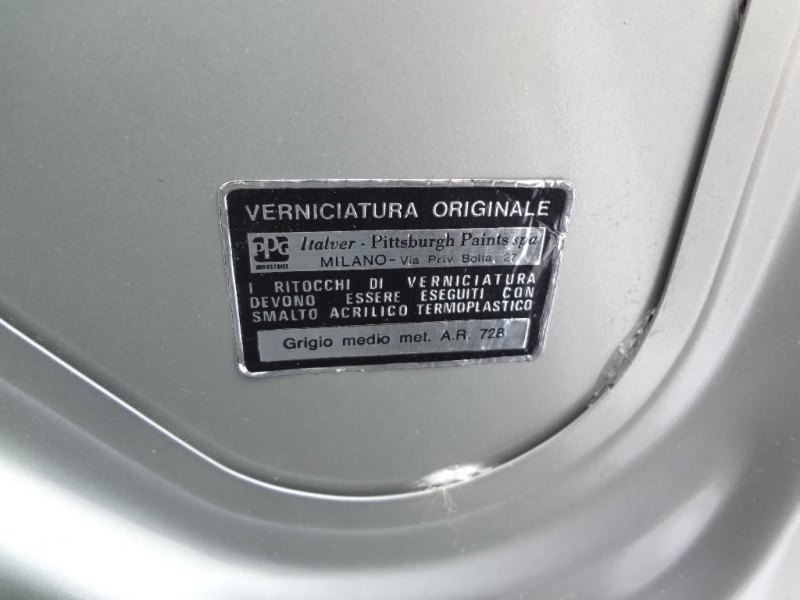 VERNICIATURA ORIGINALE
PPG Italver - Pittsburgh Paints spa
INDUSTRIES MILANO - Via Priv. Bolla, 27
I RITOCCHI DI VERNICIATURA
DEVONO ESSERE ESEGUITI CON
SMALTO ACRILICO TERMOPLASTICO
Grigio medio met. A.R. 728